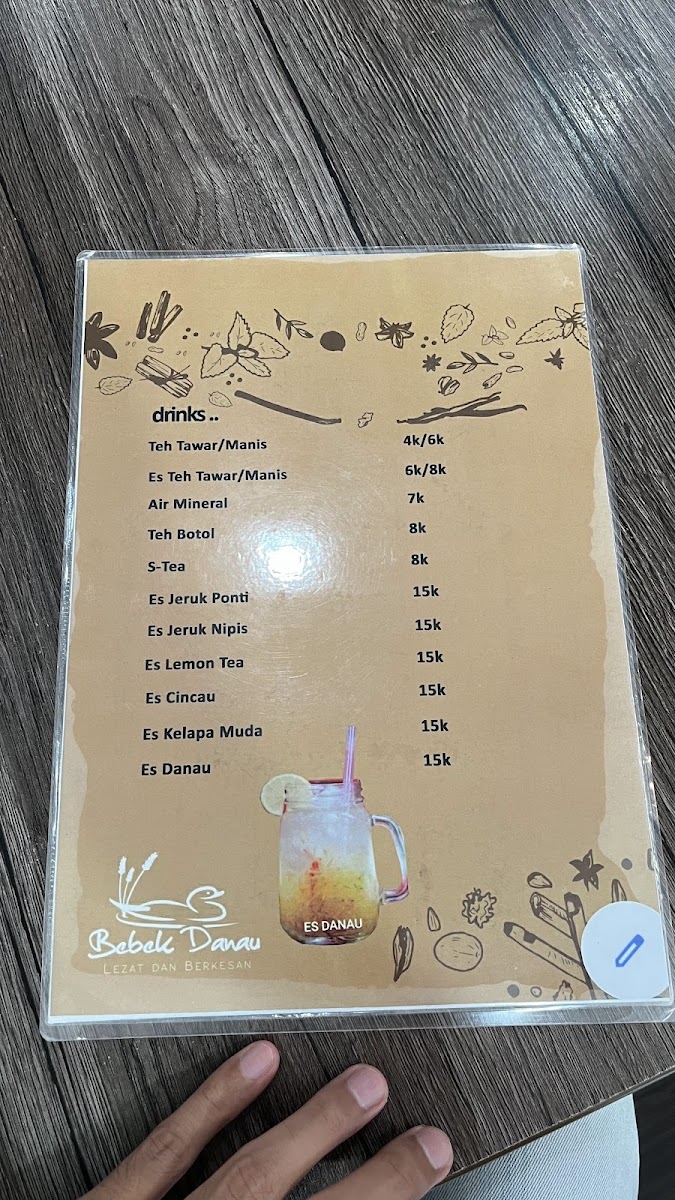 drinks ..
Teh Tawar/Manis 4k/6k
Es Teh Tawar/Manis 6k/8k
Air Mineral 7k
Teh Botol 8k
S-Tea 8k
Es Jeruk Ponti 15k
Es Jeruk Nipis 15k
Es Lemon Tea 15k
Es Cincau 15k
Es Kelapa Muda 15k
Es Danau 15k
ES DANAU
Bebek Danau
LEZAT DAN BERKESAN